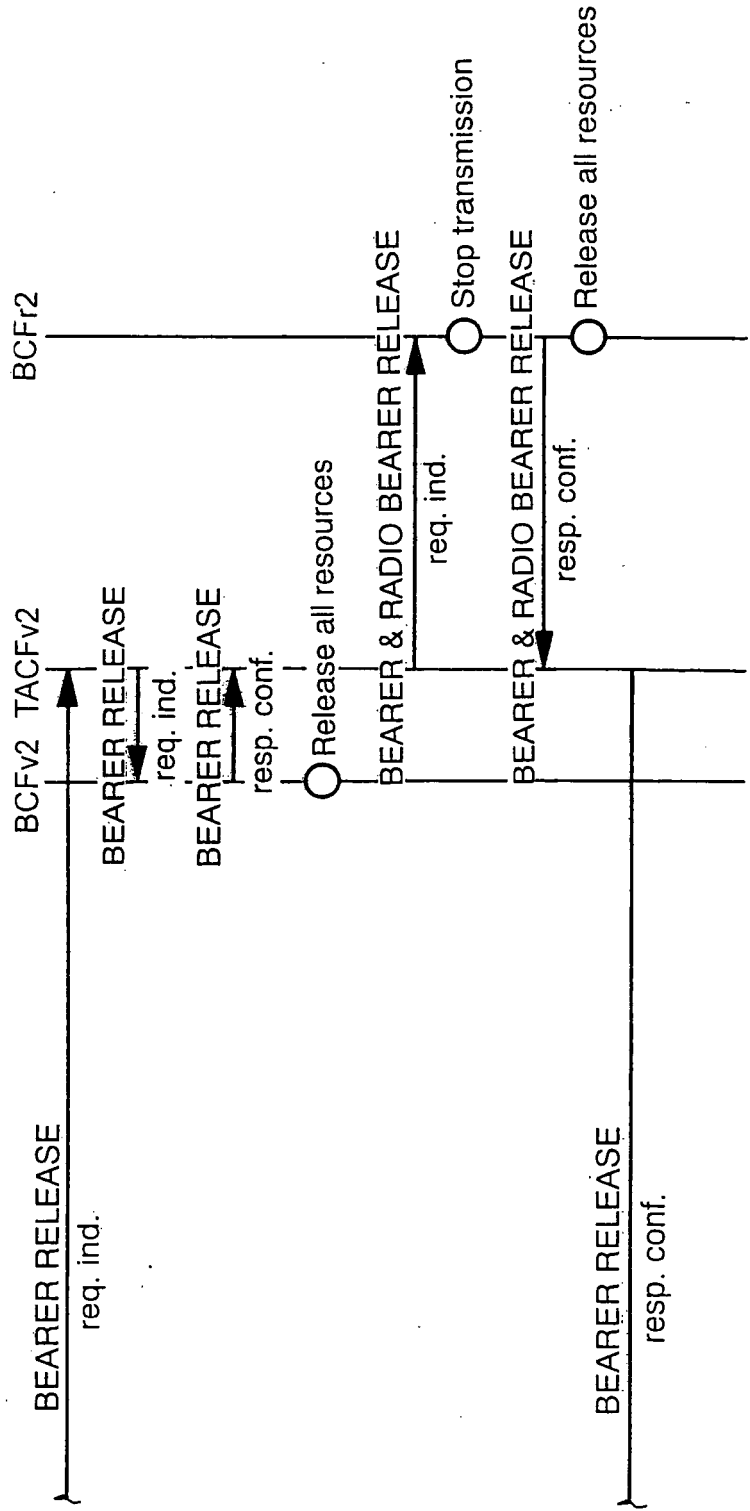 BCFv2 TACFv2
BCFr2
BEARER RELEASE
req. ind.
BEARER RELEASE
req. ind.
BEARER RELEASE
resp. conf.
Release all resources
BEARER & RADIO BEARER RELEASE
req. ind.
Stop transmission
BEARER & RADIO BEARER RELEASE
resp. conf.
Release all resources
BEARER RELEASE
resp. conf.